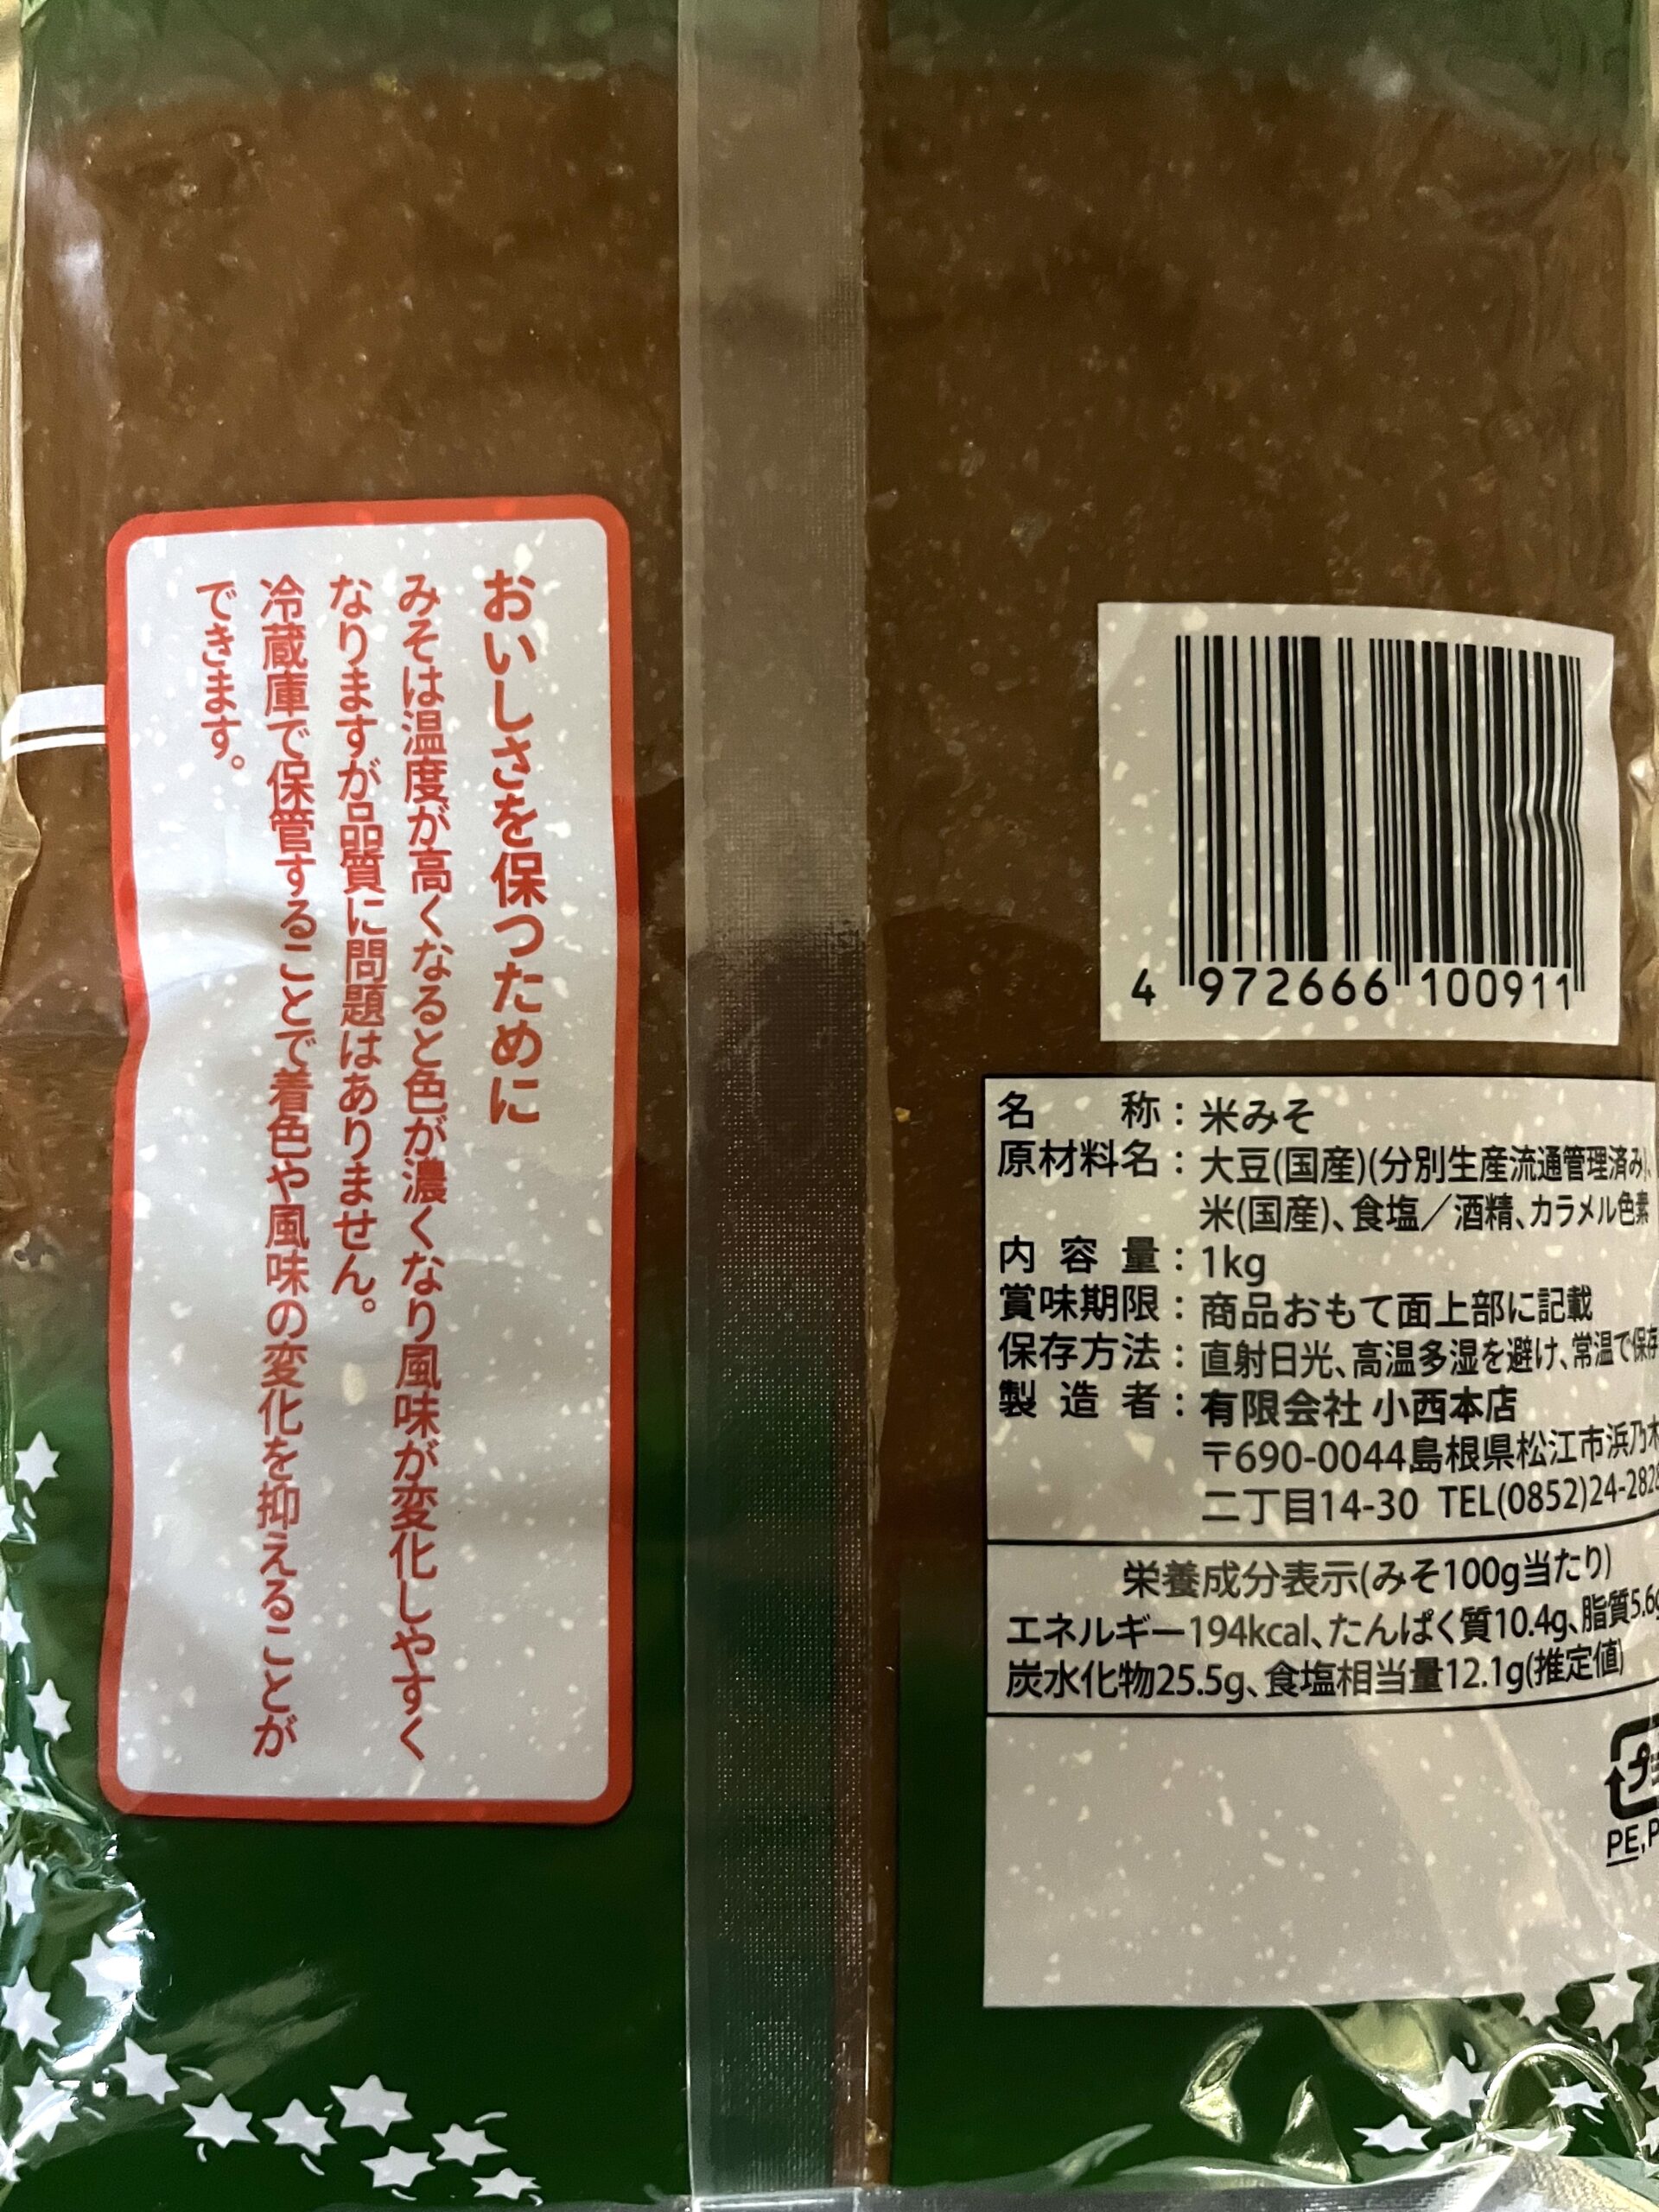 おいしさを保つために
みそは温度が高くなると色が濃くなり風味が変化しやすく
なりますが品質に問題はありません。
冷蔵庫で保管することで着色や風味の変化を抑えることが
できます。
4 972666 100911
名称：米みそ
原材料名：大豆(国産)(分別生産流通管理済み)、
米(国産)、食塩／酒精、カラメル色素
内容量：1kg
賞味期限：商品おもて面上部に記載
保存方法：直射日光、高温多湿を避け、常温で保存
製造者：有限会社 小西本店
〒690-0044島根県松江市浜乃木
二丁目14-30 TEL(0852)24-2828
栄養成分表示(みそ100g当たり)
エネルギー194kcal、たんぱく質10.4g、脂質5.6g
炭水化物25.5g、食塩相当量12.1g(推定値)
PE,